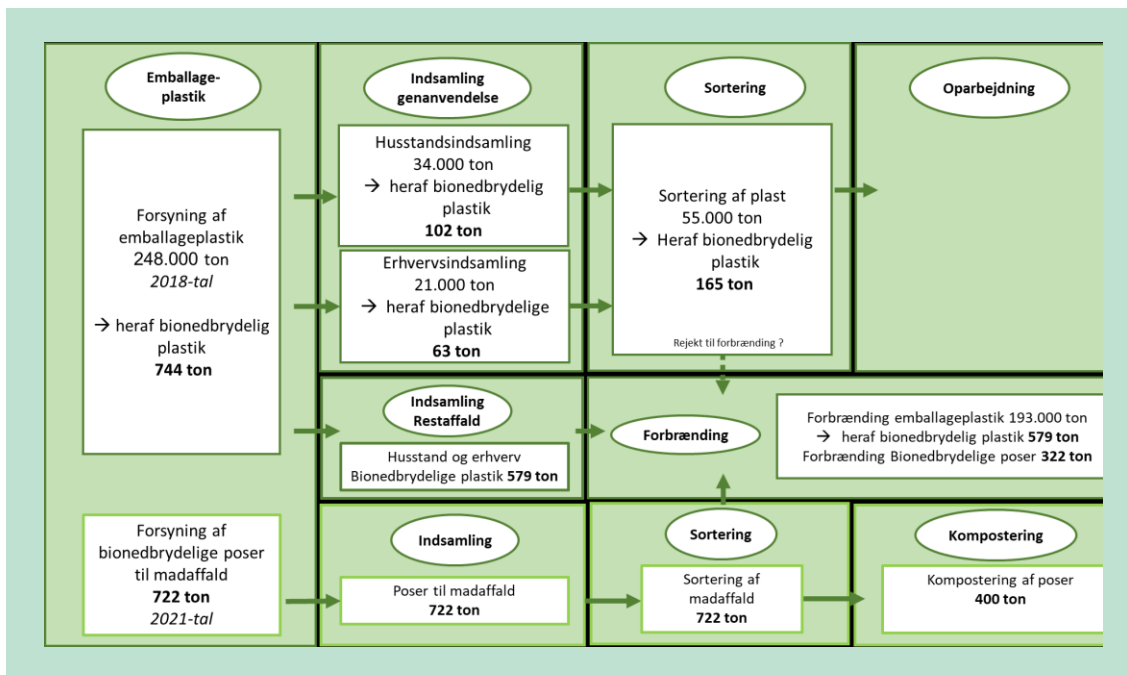 Emballage-
plastik
Forsyning af
emballageplastik
248.000 ton
2018-tal
→ heraf bionedbrydelig
plastik
744 ton
Indsamling
genanvendelse
Husstandsindsamling
34.000 ton
→ heraf bionedbrydelig
plastik
102 ton
Erhvervsindsamling
21.000 ton
→ heraf bionedbrydelige
plastik
63 ton
Sortering
Sortering af plast
55.000 ton
→ Heraf bionedbrydelig
plastik
165 ton
Rejekt til forbrænding ?
Oparbejdning
Indsamling
Restaffald
Husstand og erhverv
Bionedbrydelige plastik 579 ton
Forbrænding
Forbrænding emballageplastik 193.000 ton
→ heraf bionedbrydelig plastik 579 ton
Forbrænding Bionedbrydelige poser 322 ton
Forsyning af
bionedbrydelige poser
til madaffald
722 ton
2021-tal
Indsamling
Poser til madaffald
722 ton
Sortering
Sortering af
madaffald
722 ton
Kompostering
Kompostering af poser
400 ton